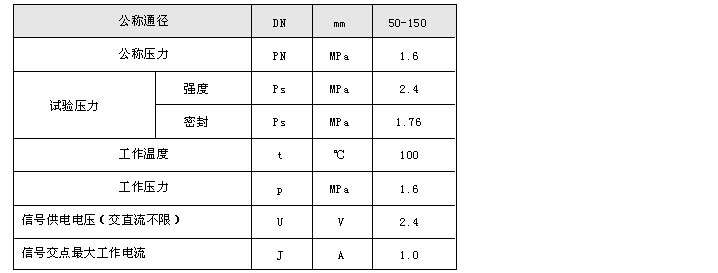 公称通径 DN mm 50-150
公称压力 PN MPa 1.6
试验压力 强度 Ps MPa 2.4
密封 Ps MPa 1.76
工作温度 t ℃ 100
工作压力 p MPa 1.6
信号供电电压(交直流不限) U V 2.4
信号交点最大工作电流 J A 1.0